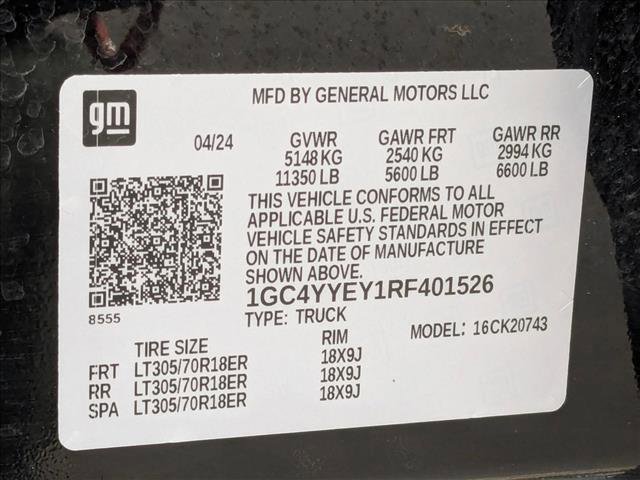 gm
MFD BY GENERAL MOTORS LLC
04/24 GVWR GAWR FRT GAWR RR
5148 KG 2540 KG 2994 KG
11350 LB 5600 LB 6600 LB
THIS VEHICLE CONFORMS TO ALL
APPLICABLE U.S. FEDERAL MOTOR
VEHICLE SAFETY STANDARDS IN EFFECT
ON THE DATE OF MANUFACTURE
SHOWN ABOVE.
1GC4YYEY1RF401526
8555
TYPE: TRUCK MODEL: 16CK20743
TIRE SIZE RIM
FRT LT305/70R18ER 18X9J
RR LT305/70R18ER 18X9J
SPA LT305/70R18ER 18X9J